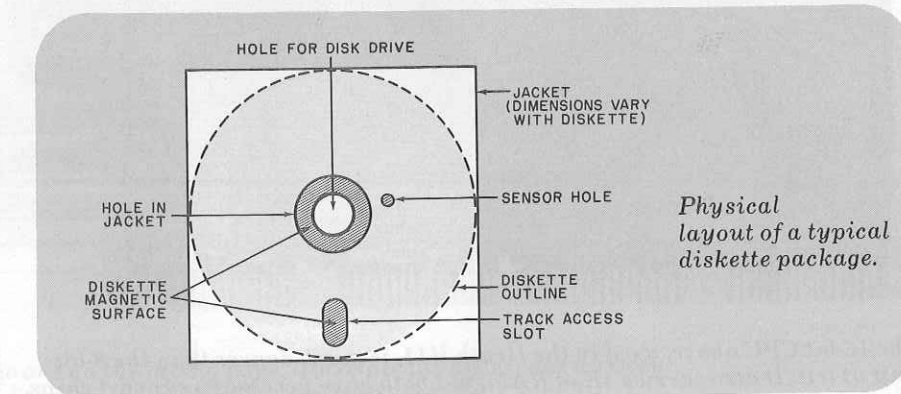 HOLE FOR DISK DRIVE
JACKET
(DIMENSIONS VARY
WITH DISKETTE)
HOLE IN
JACKET
SENSOR HOLE
Physical
layout of a typical
diskette package.
DISKETTE
MAGNETIC
SURFACE
DISKETTE
OUTLINE
TRACK ACCESS
SLOT